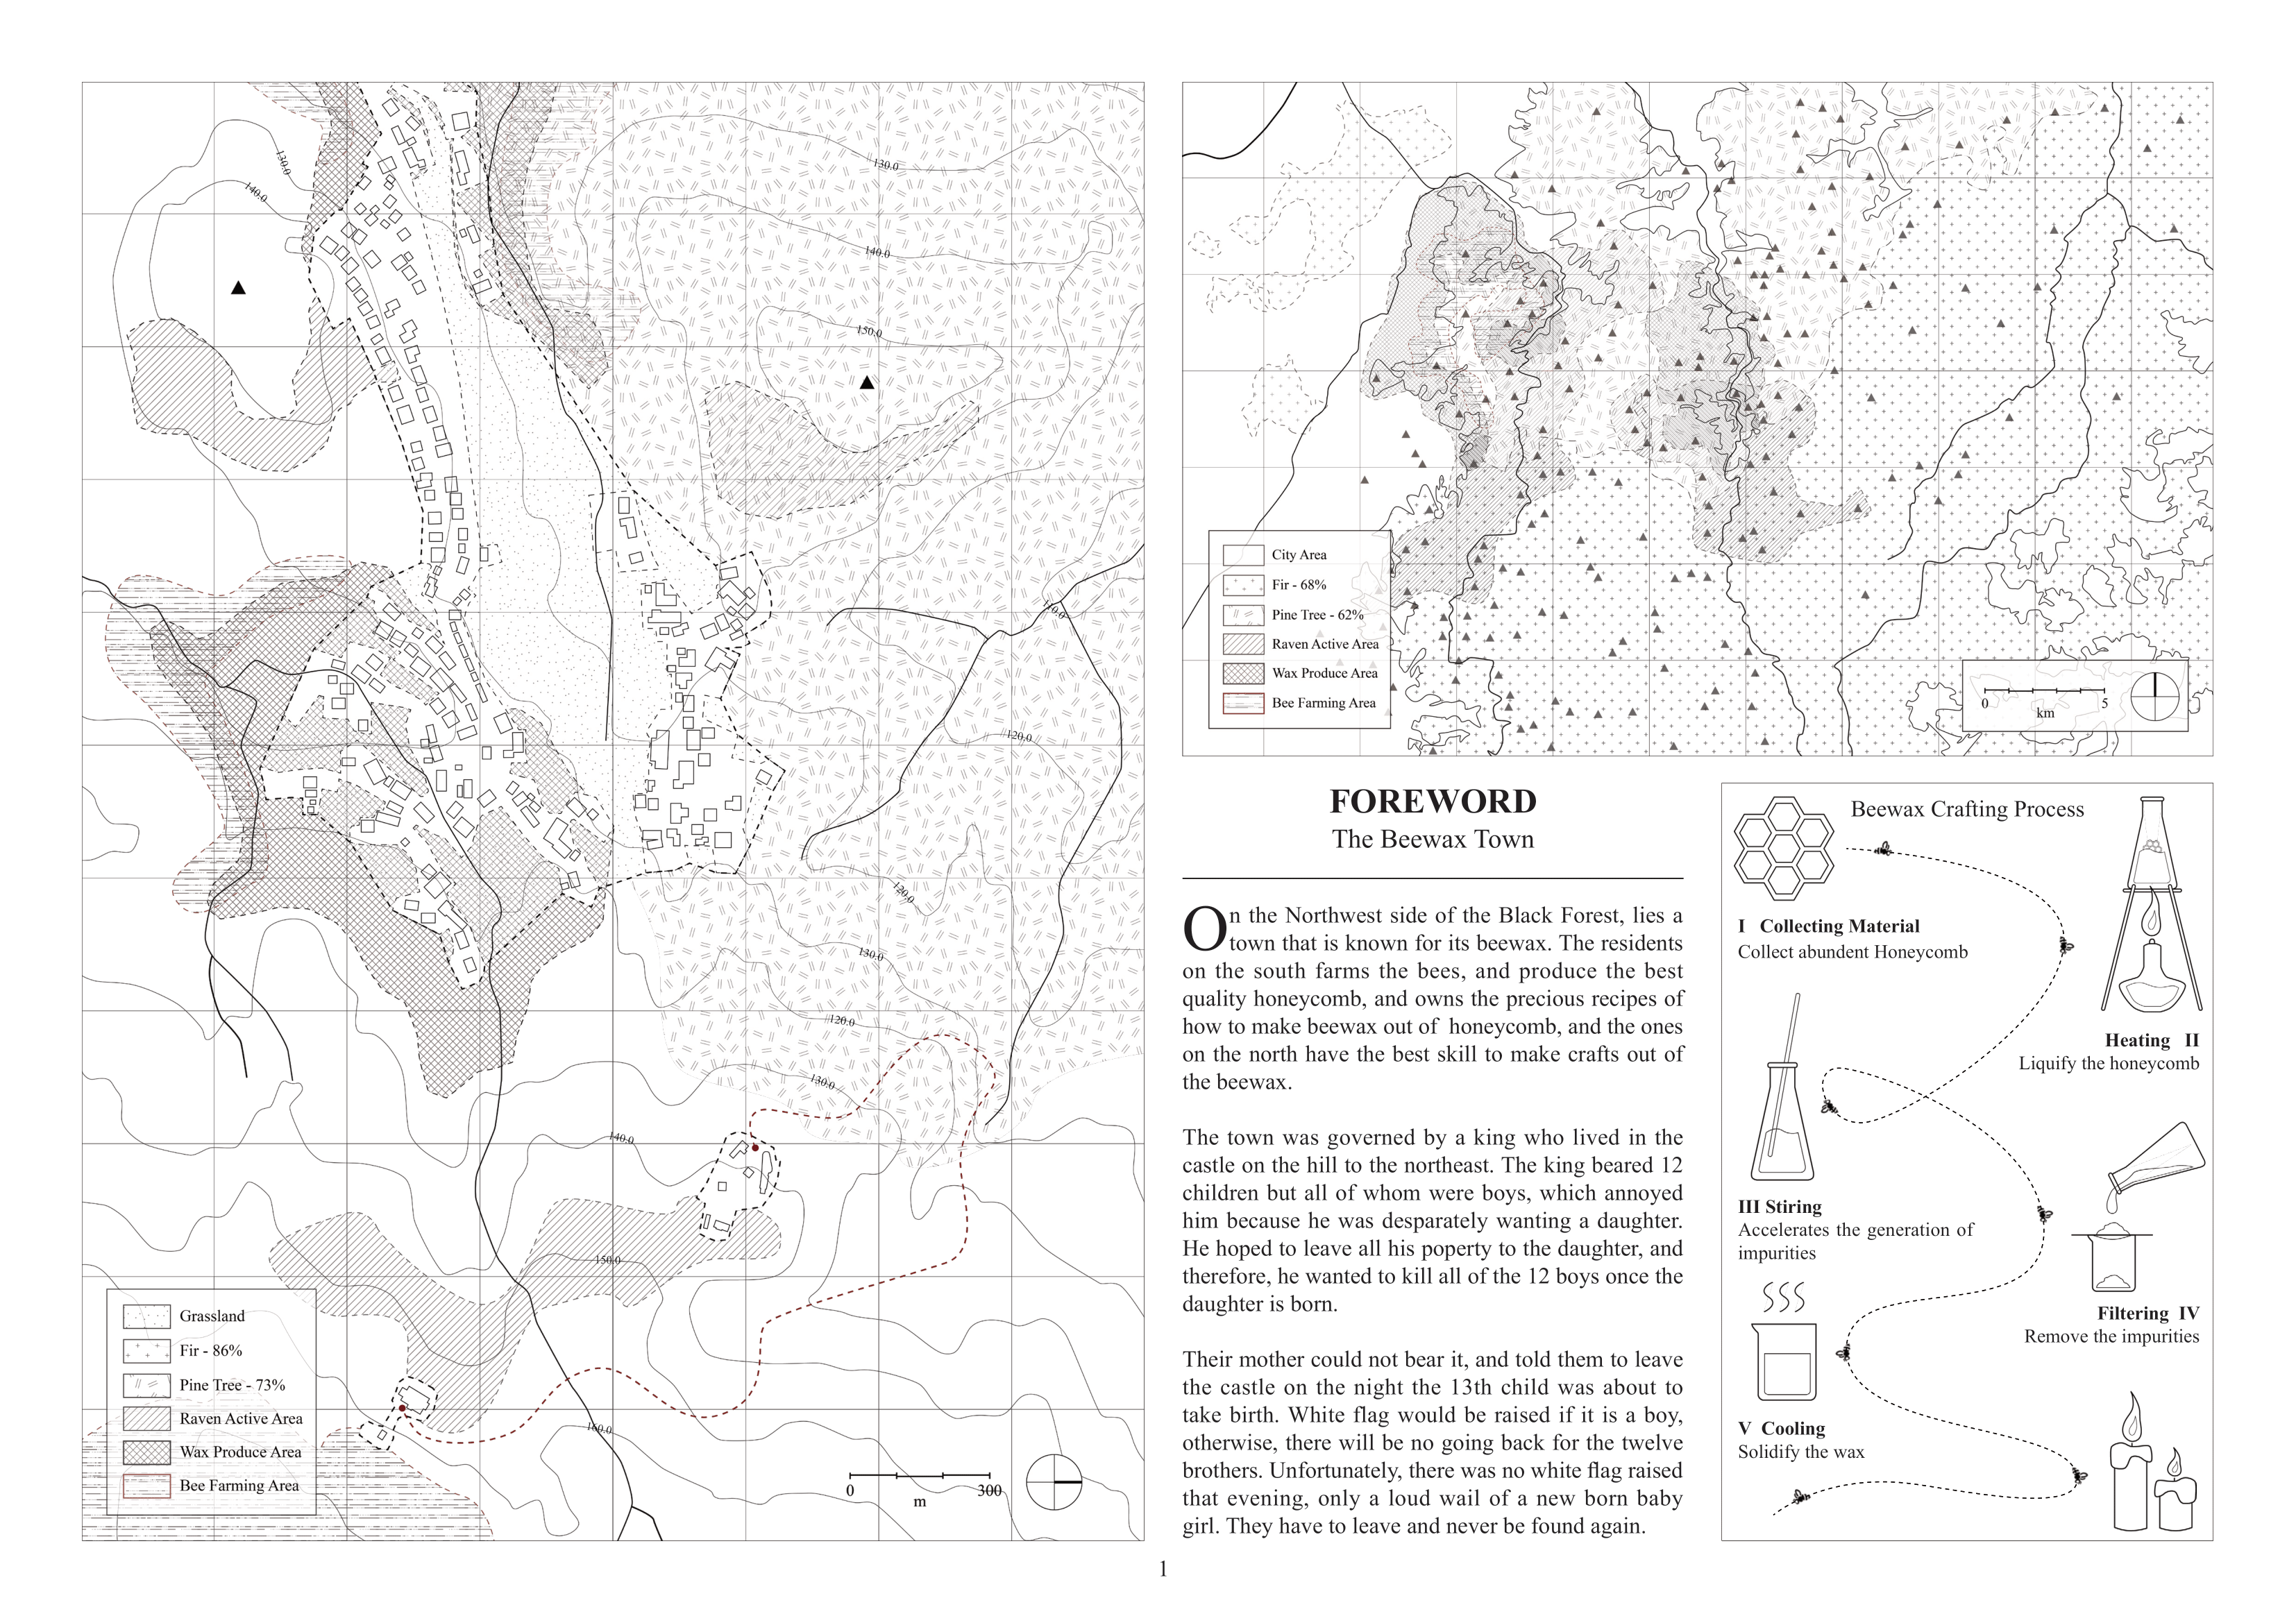 130.0
140.0
130.0
140.0
150.0
110.0
120.0
120.0
130.0
120.0
130.0
140.0
150.0
160.0
Grassland
Fir - 86%
Pine Tree - 73%
Raven Active Area
Wax Produce Area
Bee Farming Area
0 300
m
City Area
Fir - 68%
Pine Tree - 62%
Raven Active Area
Wax Produce Area
Bee Farming Area
0 5
km
FOREWORD
The Beewax Town
On the Northwest side of the Black Forest, lies a
town that is known for its beewax. The residents
on the south farms the bees, and produce the best
quality honeycomb, and owns the precious recipes of
how to make beewax out of honeycomb, and the ones
on the north have the best skill to make crafts out of
the beewax.
The town was governed by a king who lived in the
castle on the hill to the northeast. The king beared 12
children but all of whom were boys, which annoyed
him because he was desparately wanting a daughter.
He hoped to leave all his poperty to the daughter, and
therefore, he wanted to kill all of the 12 boys once the
daughter is born.
Their mother could not bear it, and told them to leave
the castle on the night the 13th child was about to
take birth. White flag would be raised if it is a boy,
otherwise, there will be no going back for the twelve
brothers. Unfortunately, there was no white flag raised
that evening, only a loud wail of a new born baby
girl. They have to leave and never be found again.
Beewax Crafting Process
I Collecting Material
Collect abundent Honeycomb
Heating II
Liquify the honeycomb
III Stiring
Accelerates the generation of
impurities
Filtering IV
Remove the impurities
V Cooling
Solidify the wax
1